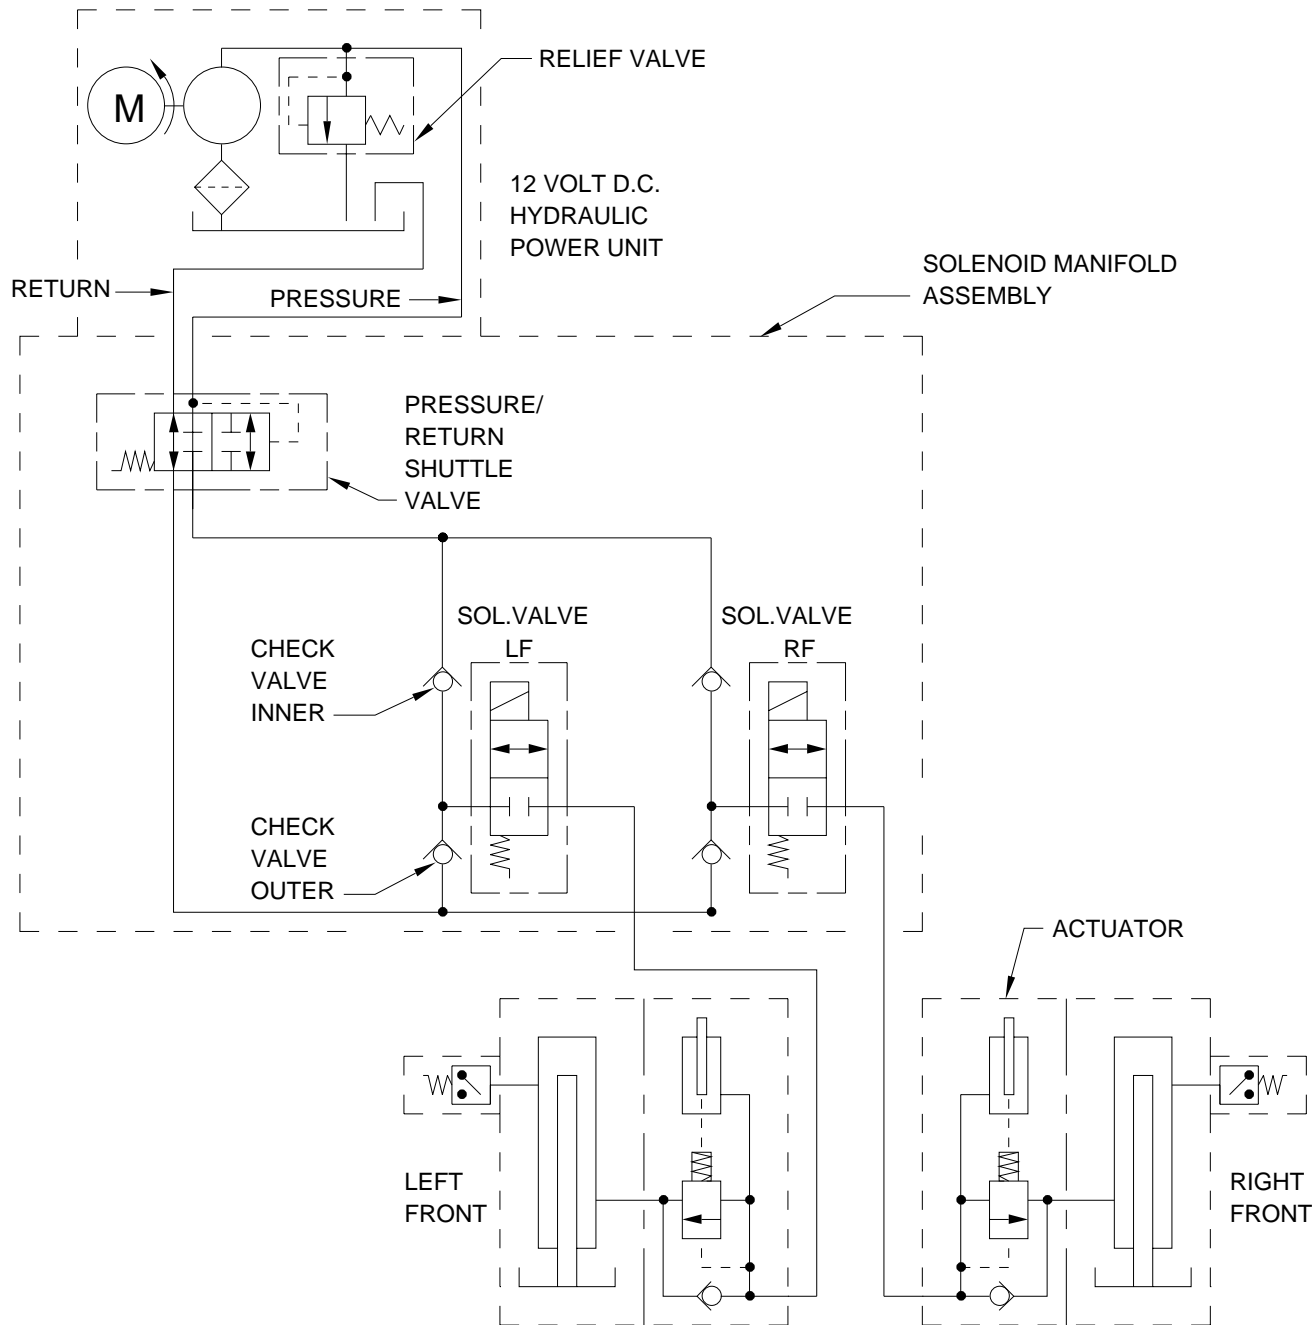 RELIEF VALVE
M
12 VOLT D.C.
HYDRAULIC
POWER UNIT
SOLENOID MANIFOLD
ASSEMBLY
RETURN
PRESSURE
PRESSURE/
RETURN
SHUTTLE
VALVE
SOL.VALVE
LF
SOL.VALVE
RF
CHECK
VALVE
INNER
CHECK
VALVE
OUTER
ACTUATOR
LEFT
FRONT
RIGHT
FRONT